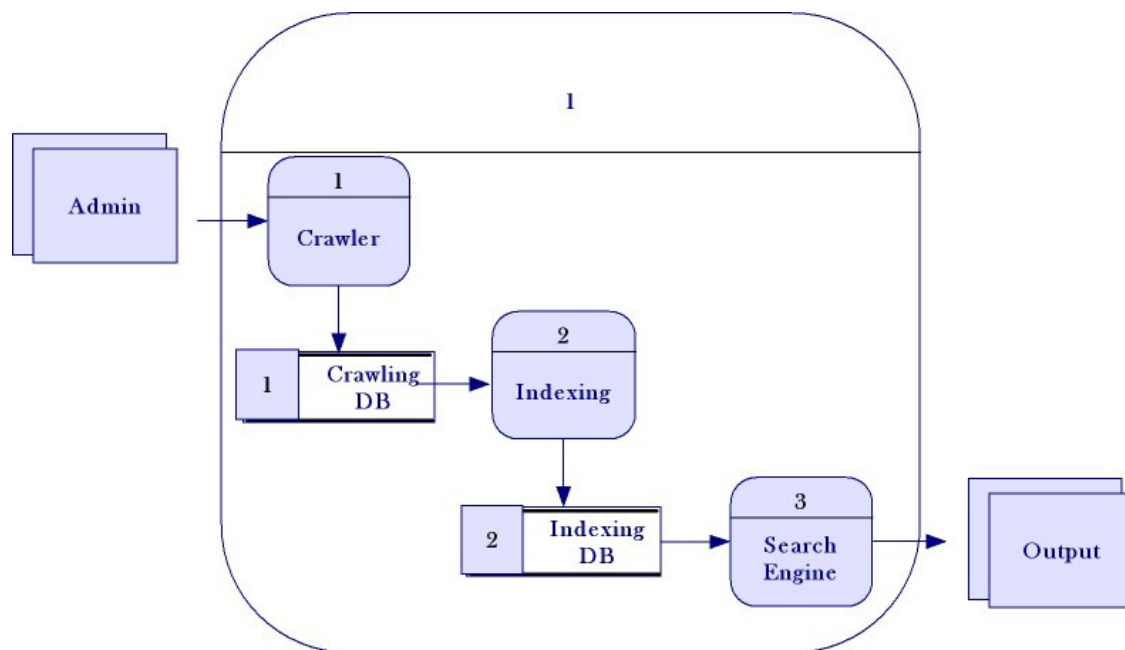 1
Admin
1
Crawler
1
Crawling
DB
2
Indexing
2
Indexing
DB
3
Search
Engine
Output